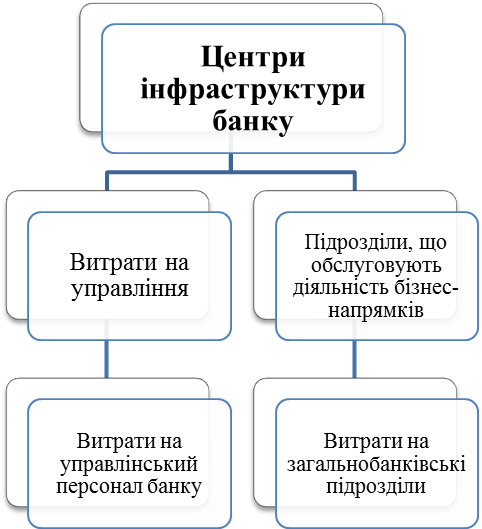 Центри
інфраструктури
банку
Витрати на
управління
Підрозділи, що
обслуговують
діяльність бізнес-
напрямків
Витрати на
управлінський
персонал банку
Витрати на
загальнобанківські
підрозділи